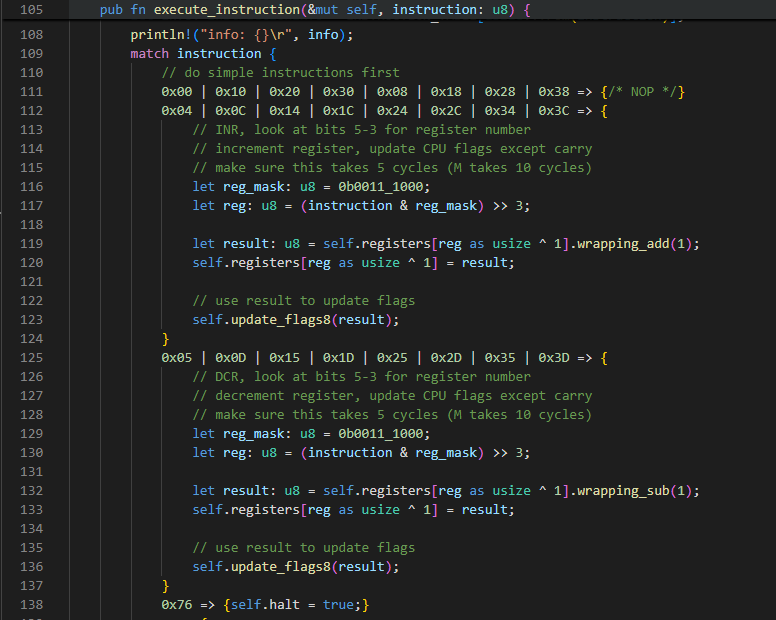 105 pub fn execute_instruction(&mut self, instruction: u8) {
108 println!("info: {}\r", info);
109 match instruction {
110 // do simple instructions first
111 0x00 | 0x10 | 0x20 | 0x30 | 0x08 | 0x18 | 0x28 | 0x38 => {/* NOP */}
112 0x04 | 0x0C | 0x14 | 0x1C | 0x24 | 0x2C | 0x34 | 0x3C => {
113 // INR, look at bits 5-3 for register number
114 // increment register, update CPU flags except carry
115 // make sure this takes 5 cycles (M takes 10 cycles)
116 let reg_mask: u8 = 0b0011_1000;
117 let reg: u8 = (instruction & reg_mask) >> 3;
118
119 let result: u8 = self.registers[reg as usize ^ 1].wrapping_add(1);
120 self.registers[reg as usize ^ 1] = result;
121
122 // use result to update flags
123 self.update_flags8(result);
124 }
125 0x05 | 0x0D | 0x15 | 0x1D | 0x25 | 0x2D | 0x35 | 0x3D => {
126 // DCR, look at bits 5-3 for register number
127 // decrement register, update CPU flags except carry
128 // make sure this takes 5 cycles (M takes 10 cycles)
129 let reg_mask: u8 = 0b0011_1000;
130 let reg: u8 = (instruction & reg_mask) >> 3;
131
132 let result: u8 = self.registers[reg as usize ^ 1].wrapping_sub(1);
133 self.registers[reg as usize ^ 1] = result;
134
135 // use result to update flags
136 self.update_flags8(result);
137 }
138 0x76 => {self.halt = true;}